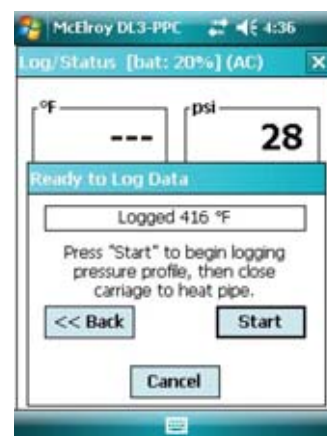 McElroy DL3-PPC 4:36
Log/Status [bat: 20%] (AC) X
°F psi
--- 28
Ready to Log Data
Logged 416 °F
Press "Start" to begin logging
pressure profile, then close
carriage to heat pipe.
<< Back Start
Cancel